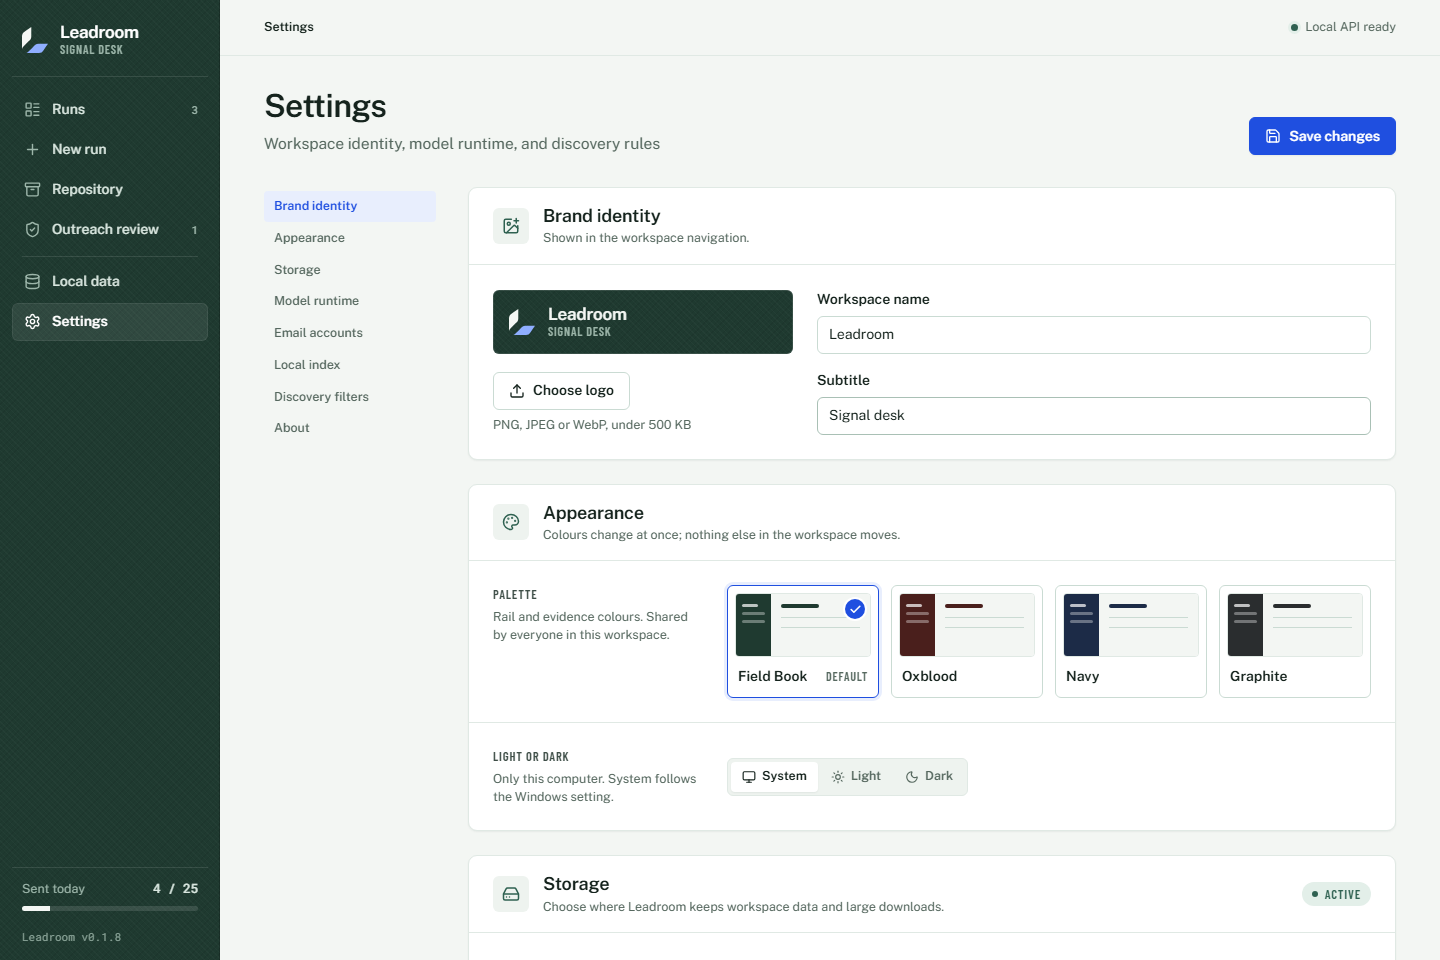 Leadroom
SIGNAL DESK
Runs 3
New run
Repository
Outreach review 1
Local data
Settings
Sent today 4 / 25
Leadroom v0.1.8
Settings
Local API ready
Settings
Workspace identity, model runtime, and discovery rules
Save changes
Brand identity
Appearance
Storage
Model runtime
Email accounts
Local index
Discovery filters
About
Brand identity
Shown in the workspace navigation.
Leadroom
SIGNAL DESK
Choose logo
PNG, JPEG or WebP, under 500 KB
Workspace name
Leadroom
Subtitle
Signal desk
Appearance
Colours change at once; nothing else in the workspace moves.
PALETTE
Rail and evidence colours. Shared
by everyone in this workspace.
Field Book DEFAULT
Oxblood
Navy
Graphite
LIGHT OR DARK
Only this computer. System follows
the Windows setting.
System
Light
Dark
Storage
Choose where Leadroom keeps workspace data and large downloads.
ACTIVE